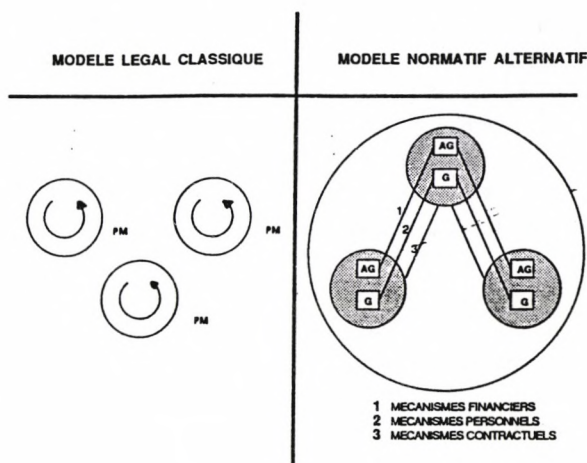 MODELE LEGAL CLASSIQUE
MODELE NORMATIF ALTERNATIF
PM
PM
PM
AG
G
1
2
3
AG
G
AG
G
1 MECANISMES FINANCIERS
2 MECANISMES PERSONNELS
3 MECANISMES CONTRACTUELS